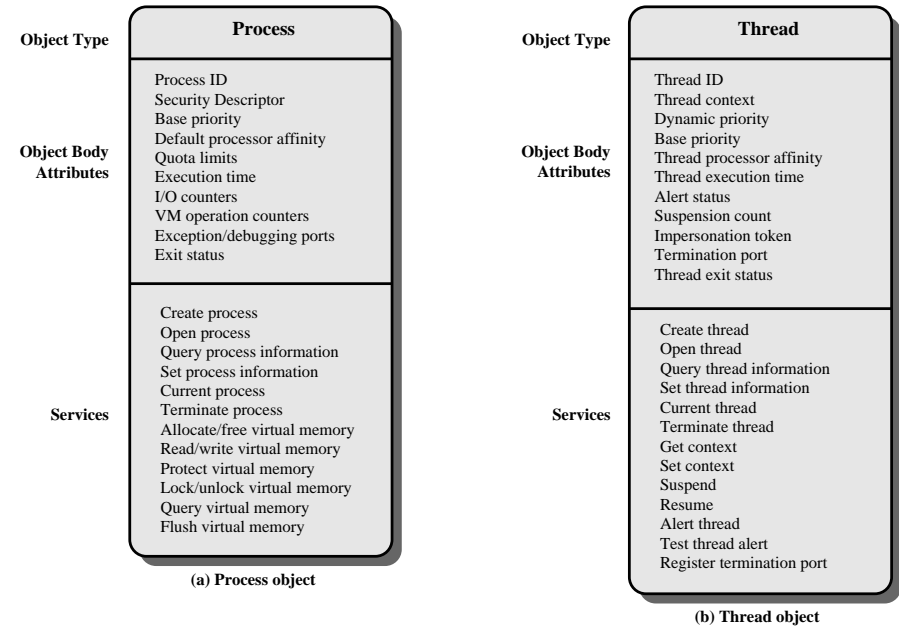 Object Type
Process
Object Body
Attributes
Process ID
Security Descriptor
Base priority
Default processor affinity
Quota limits
Execution time
I/O counters
VM operation counters
Exception/debugging ports
Exit status
Services
Create process
Open process
Query process information
Set process information
Current process
Terminate process
Allocate/free virtual memory
Read/write virtual memory
Protect virtual memory
Lock/unlock virtual memory
Query virtual memory
Flush virtual memory
(a) Process object
Object Type
Thread
Object Body
Attributes
Thread ID
Thread context
Dynamic priority
Base priority
Thread processor affinity
Thread execution time
Alert status
Suspension count
Impersonation token
Termination port
Thread exit status
Services
Create thread
Open thread
Query thread information
Set thread information
Current thread
Terminate thread
Get context
Set context
Suspend
Resume
Alert thread
Test thread alert
Register termination port
(b) Thread object